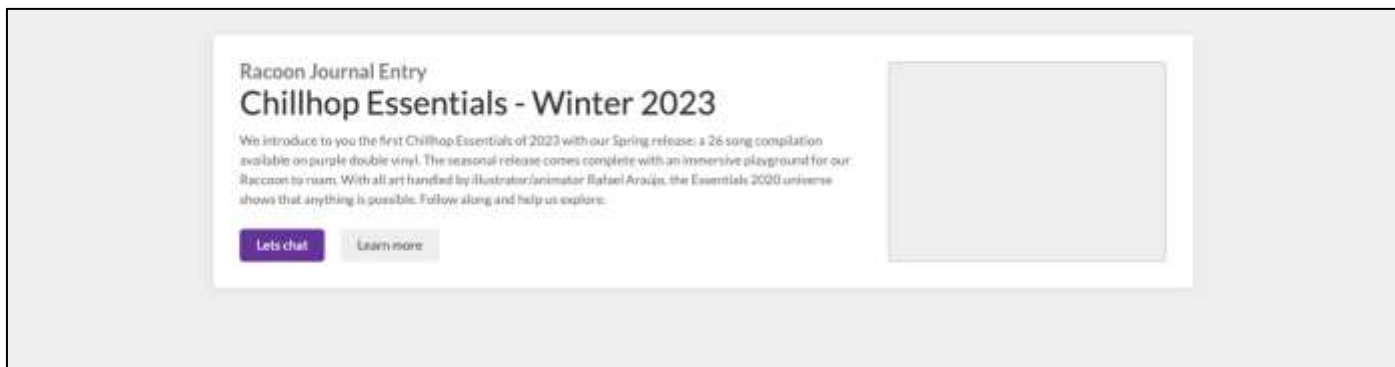 Racoon Journal Entry
Chillhop Essentials - Winter 2023
We introduce to you the first Chillhop Essentials of 2023 with our Spring release: a 26 song compilation
available on purple double vinyl. The seasonal release comes complete with an immersive playground for our
Raccoon to roam. With all art handled by illustrator/animator Rafael Araújo, the Essentials 2020 universe
shows that anything is possible. Follow along and help us explore.
Lets chat
Learn more